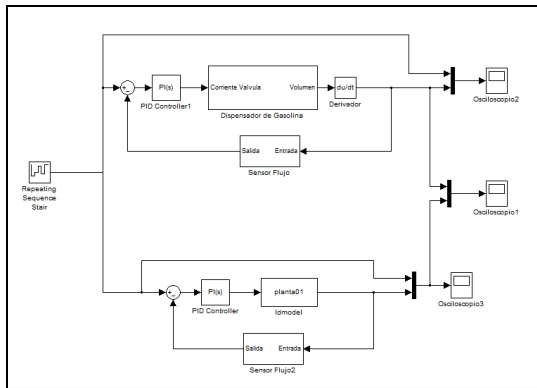 PI(s)
PID Controller1
Corriente Valvula
Volumen
Dispensador de Gasolina
du/dt
Derivador
Osciloscopio2
Salida
Entrada
Sensor Flujo
Repeating
Sequence
Stair
Osciloscopio1
PI(s)
PID Controller
planta01
Idmodel
Osciloscopio3
Salida
Entrada
Sensor Flujo2